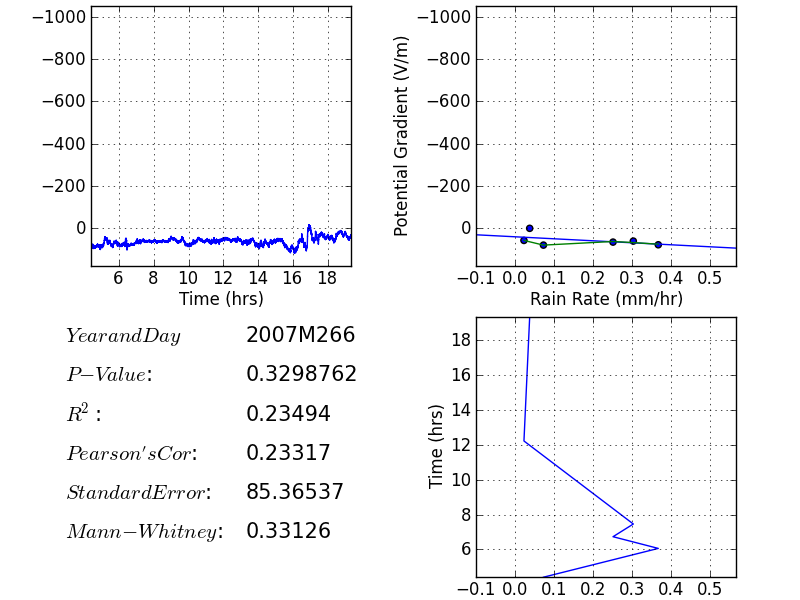 −1000
−800
−600
−400
−200
0
6 8 10 12 14 16 18
Time (hrs)
Potential Gradient (V/m)
−1000
−800
−600
−400
−200
0
−0.1 0.0 0.1 0.2 0.3 0.4 0.5
Rain Rate (mm/hr)
YearandDay 2007M266
P−Value: 0.3298762
R² : 0.23494
Pearson'sCor: 0.23317
StandardError: 85.36537
Mann−Whitney: 0.33126
Time (hrs)
18
16
14
12
10
8
6
−0.1 0.0 0.1 0.2 0.3 0.4 0.5